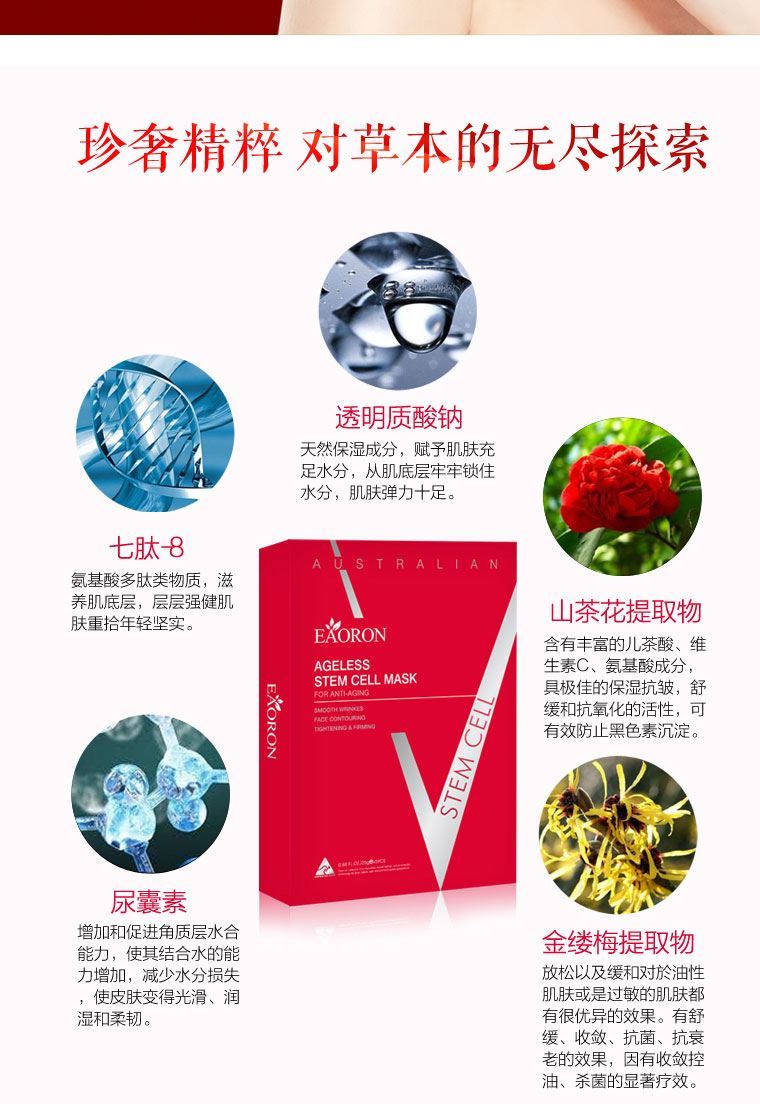 珍奢精粹 对草本的无尽探索
透明质酸钠
天然保湿成分，赋予肌肤充
足水分，从肌底层牢牢锁住
水分，肌肤弹力十足。
七肽-8
氨基酸多肽类物质，滋
养肌底层，层层强健肌
肤重拾年轻坚实。
山茶花提取物
含有丰富的儿茶酸、维
生素C、氨基酸成分，
具极佳的保湿抗皱，舒
缓和抗氧化的活性，可
有效防止黑色素沉淀。
AUSTRALIAN
EAORON
AGELESS
STEM CELL MASK
FOR ANTI-AGING
SMOOTH WRINKES
FACE CONTOURING
TIGHTENING & FIRMING
STEM CELL
EAORON
尿囊素
增加和促进角质层水合
能力，使其结合水的能
力增加，减少水分损失
，使皮肤变得光滑、润
湿和柔韧。
金缕梅提取物
放松以及缓和对於油性
肌肤或是过敏的肌肤都
有很优异的效果。有舒
缓、收敛、抗菌、抗衰
老的效果，因有收敛控
油、杀菌的显著疗效。